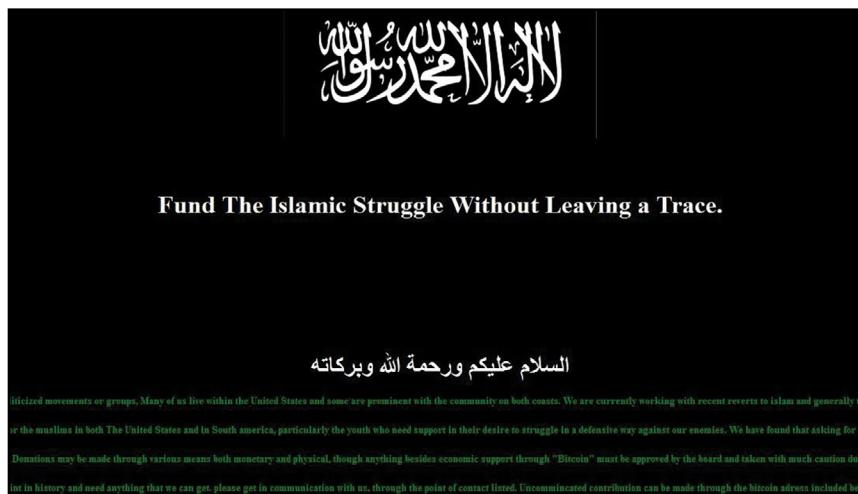 لا إله إلا الله محمد رسول الله
Fund The Islamic Struggle Without Leaving a Trace.
السلام عليكم ورحمة الله وبركاته
iticized movements or groups, Many of us live within the United States and some are prominent with the community on both coasts. We are currently working with recent reverts to islam and generally
or the muslims in both The United States and in South america, particularly the youth who need support in their desire to struggle in a defensive way against our enemies. We have found that asking for
Donations may be made through various means both monetary and physical, though anything besides economic support through "Bitcoin" must be approved by the board and taken with much caution du
int in history and need anything that we can get, please get in communication with us, through the point of contact listed. Uncommincated contribution can be made through the bitcoin adress included be